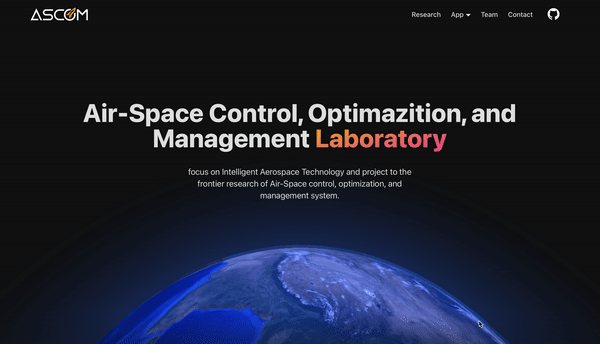 ASCOM
Research App Team Contact
Air-Space Control, Optimazition, and
Management Laboratory
focus on Intelligent Aerospace Technology and project to the
frontier research of Air-Space control, optimization, and
management system.